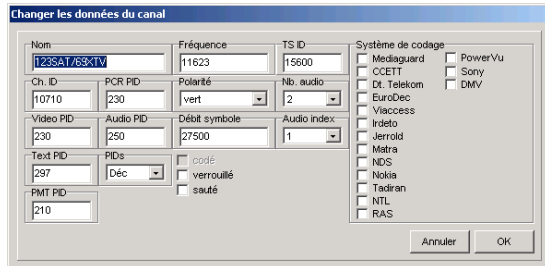 Changer les données du canal
Nom
123SAT/69XTV
Fréquence
11623
TS ID
15600
Ch. ID
10710
PCR PID
230
Polarité
vert
Nb. audio
2
Video PID
230
Audio PID
250
Débit symbole
27500
Audio index
1
Text PID
297
PIDs
Déc
codé
verrouillé
sauté
PMT PID
210
Système de codage
Mediaguard
CCETT
Dt. Telekom
EuroDec
Viaccess
Irdeto
Jerrold
Matra
NDS
Nokia
Tadiran
NTL
RAS
PowerVu
Sony
DMV
Annuler
OK